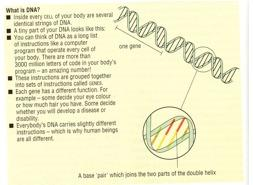 What is DNA?
■ Inside every CELL of your body are several
identical strings of DNA.
■ A tiny part of your DNA looks like this:
■ You can think of DNA as a long list
of instructions like a computer
program that operate every cell of
your body. There are more than
3000 million letters of code in your body's
program – an amazing number!
■ These instructions are grouped together
into sets of instructions called GENES.
■ Each gene has a different function. For
example – some decide your eye colour
or how much hair you have. Some decide
whether you will develop a disease or
disability.
■ Everybody's DNA carries slightly different
instructions – which is why human beings
are all different.
one gene
A base 'pair' which joins the two parts of the double helix